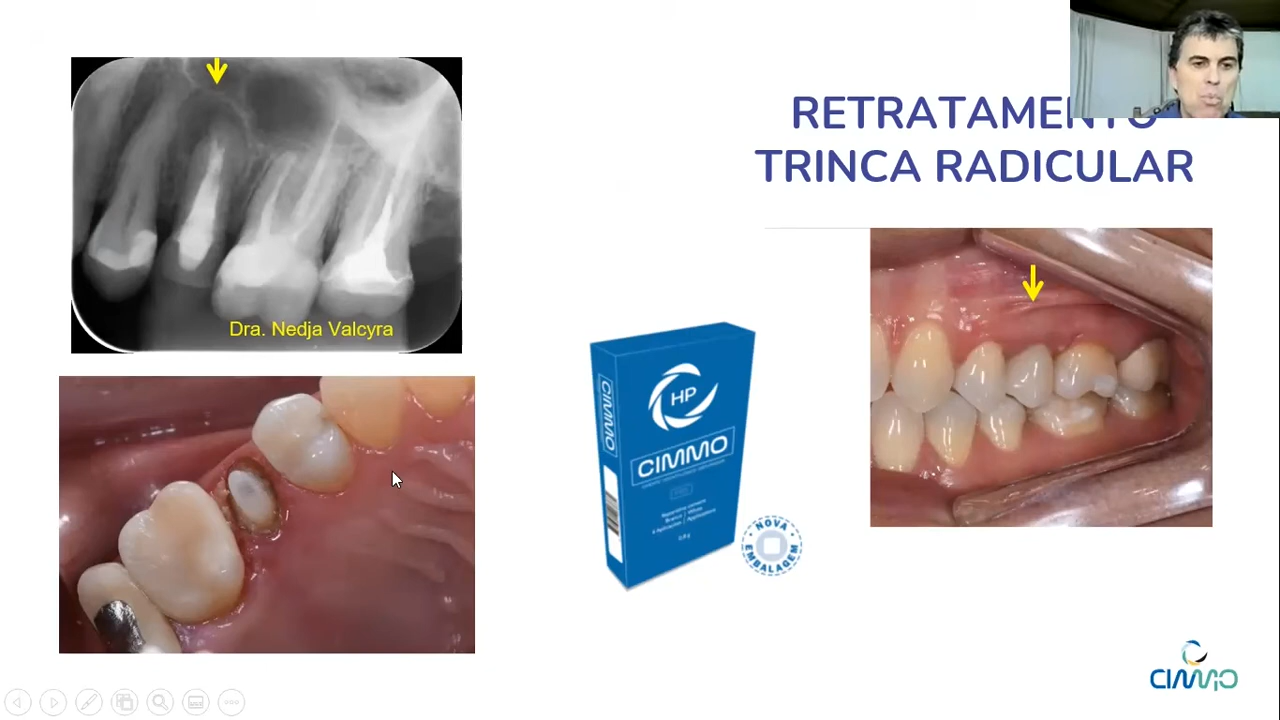 RETRATAMENTO
TRINCA RADICULAR
Dra. Nedja Valcyra
CIMMO
HP
CIMMO
NOVA
EMBALAGEM
CIMMO